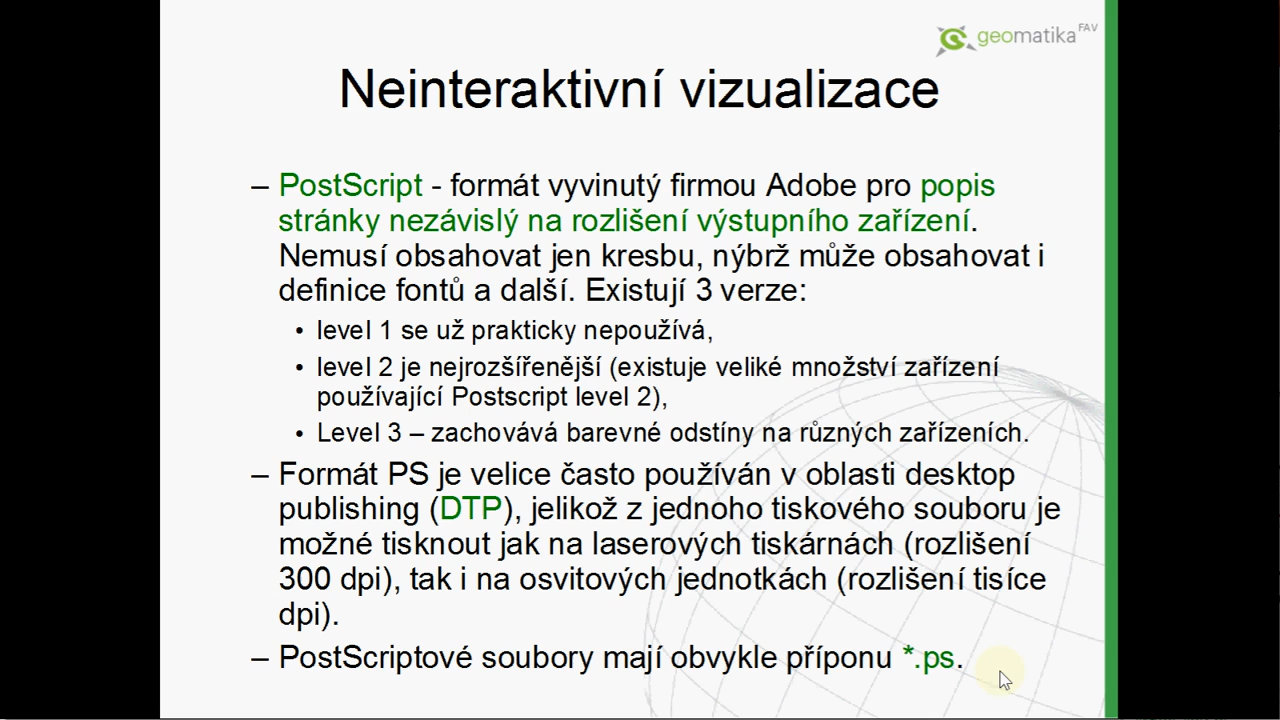 geomatika FAV
Neinteraktivní vizualizace
– PostScript - formát vyvinutý firmou Adobe pro popis
stránky nezávislý na rozlišení výstupního zařízení.
Nemusí obsahovat jen kresbu, nýbrž může obsahovat i
definice fontů a další. Existují 3 verze:
• level 1 se už prakticky nepoužívá,
• level 2 je nejrozšířenější (existuje veliké množství zařízení
používající Postscript level 2),
• Level 3 – zachovává barevné odstíny na různých zařízeních.
– Formát PS je velice často používán v oblasti desktop
publishing (DTP), jelikož z jednoho tiskového souboru je
možné tisknout jak na laserových tiskárnách (rozlišení
300 dpi), tak i na osvitových jednotkách (rozlišení tisíce
dpi).
– PostScriptové soubory mají obvykle příponu *.ps.